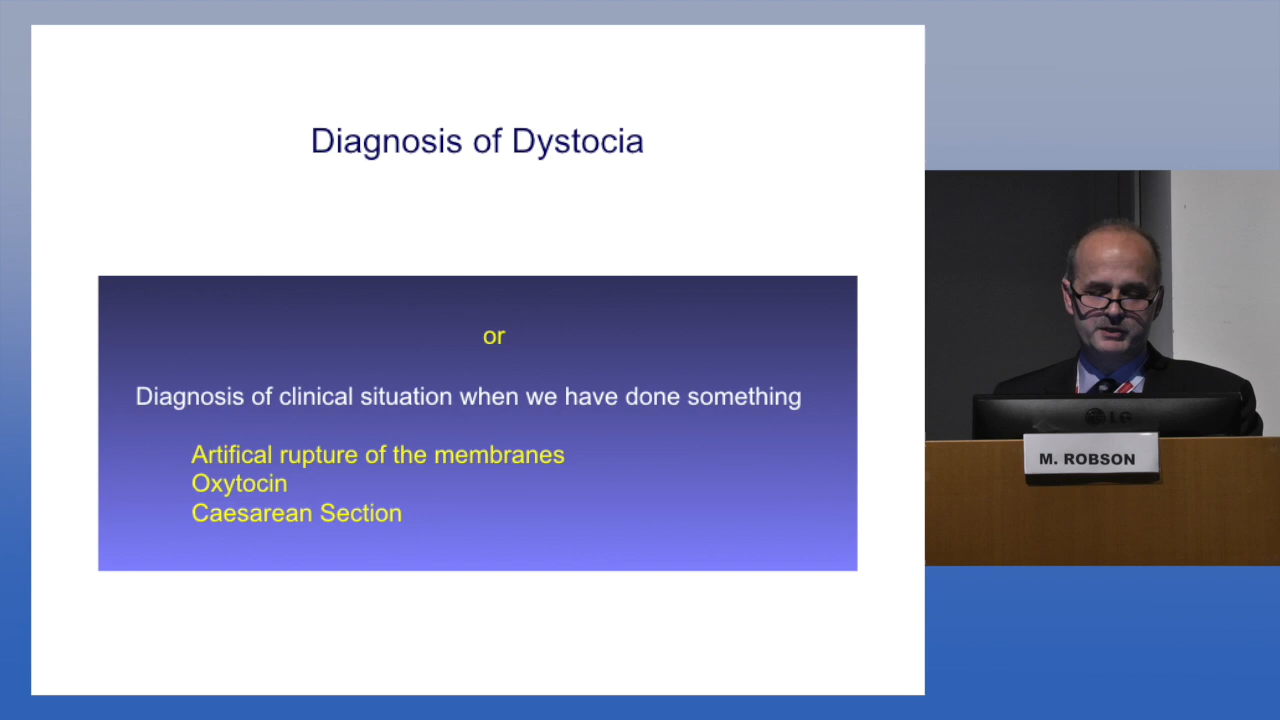 Diagnosis of Dystocia
or
Diagnosis of clinical situation when we have done something
Artifical rupture of the membranes
Oxytocin
Caesarean Section
LG
M. ROBSON